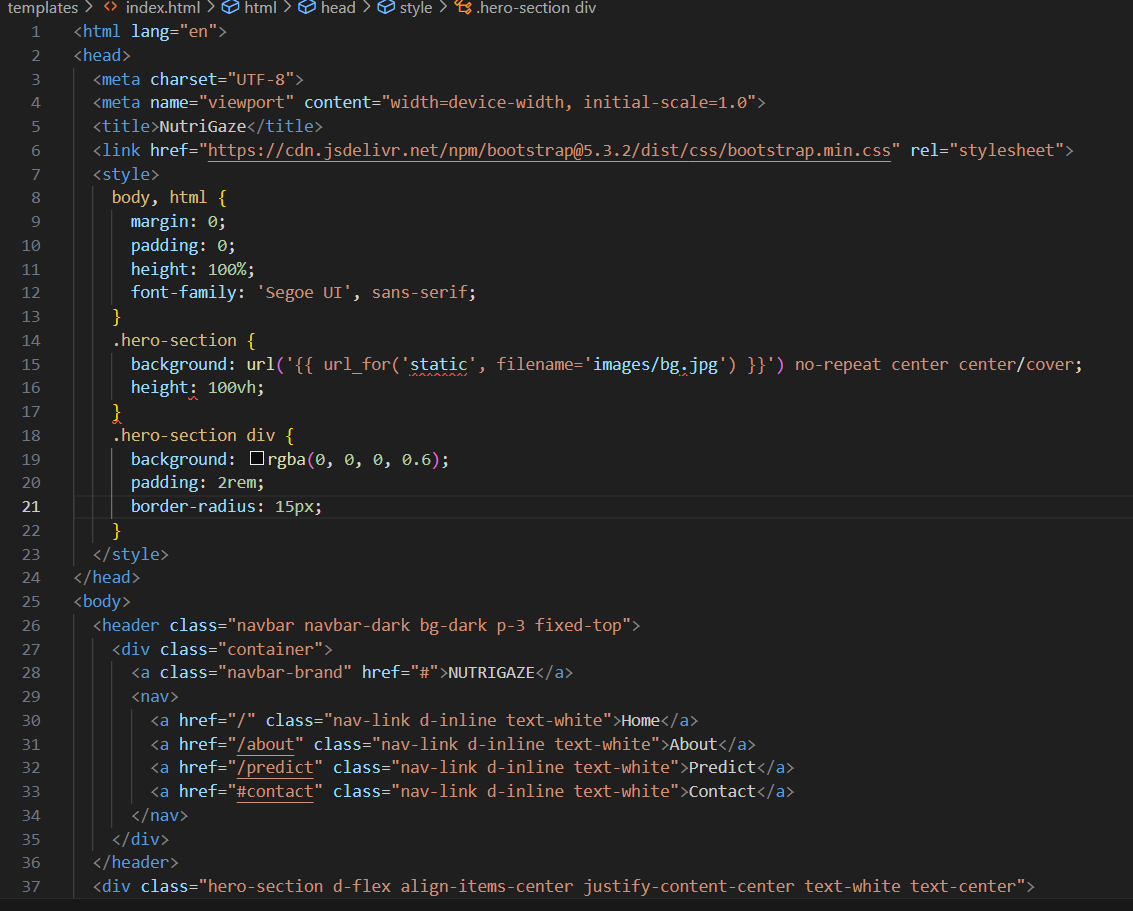 templates > index.html > html > head > style > .hero-section div
1 <html lang="en">
2 <head>
3   <meta charset="UTF-8">
4   <meta name="viewport" content="width=device-width, initial-scale=1.0">
5   <title>NutriGaze</title>
6   <link href="https://cdn.jsdelivr.net/npm/bootstrap@5.3.2/dist/css/bootstrap.min.css" rel="stylesheet">
7   <style>
8     body, html {
9       margin: 0;
10       padding: 0;
11       height: 100%;
12       font-family: 'Segoe UI', sans-serif;
13     }
14     .hero-section {
15       background: url('{{ url_for('static', filename='images/bg.jpg') }}') no-repeat center center/cover;
16       height: 100vh;
17     }
18     .hero-section div {
19       background: rgba(0, 0, 0, 0.6);
20       padding: 2rem;
21       border-radius: 15px;
22     }
23   </style>
24 </head>
25 <body>
26   <header class="navbar navbar-dark bg-dark p-3 fixed-top">
27     <div class="container">
28       <a class="navbar-brand" href="#">NUTRIGAZE</a>
29       <nav>
30         <a href="/" class="nav-link d-inline text-white">Home</a>
31         <a href="/about" class="nav-link d-inline text-white">About</a>
32         <a href="/predict" class="nav-link d-inline text-white">Predict</a>
33         <a href="#contact" class="nav-link d-inline text-white">Contact</a>
34       </nav>
35     </div>
36   </header>
37   <div class="hero-section d-flex align-items-center justify-content-center text-white text-center">